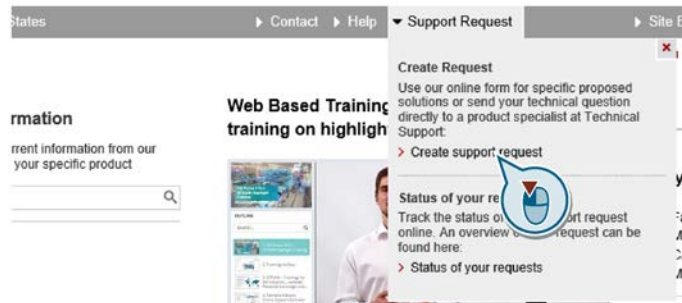 States
Contact
Help
Support Request
Site
Create Request
Use our online form for specific proposed
solutions or send your technical question
directly to a product specialist at Technical
Support:
Create support request
Status of your
Track the status request
online. An overview request can be
found here:
Status of your requests
rmation
rrent information from our
your specific product
Web Based Training
training on
OUTLINE